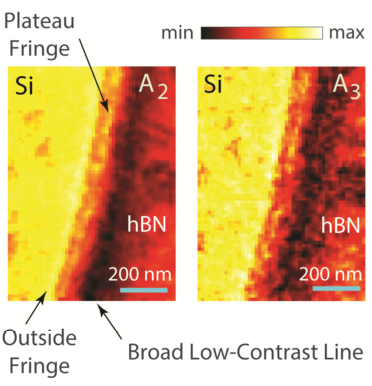 Plateau
Fringe
min
max
Si
A2
Si
A3
hBN
hBN
200 nm
200 nm
Outside
Fringe
Broad Low-Contrast Line